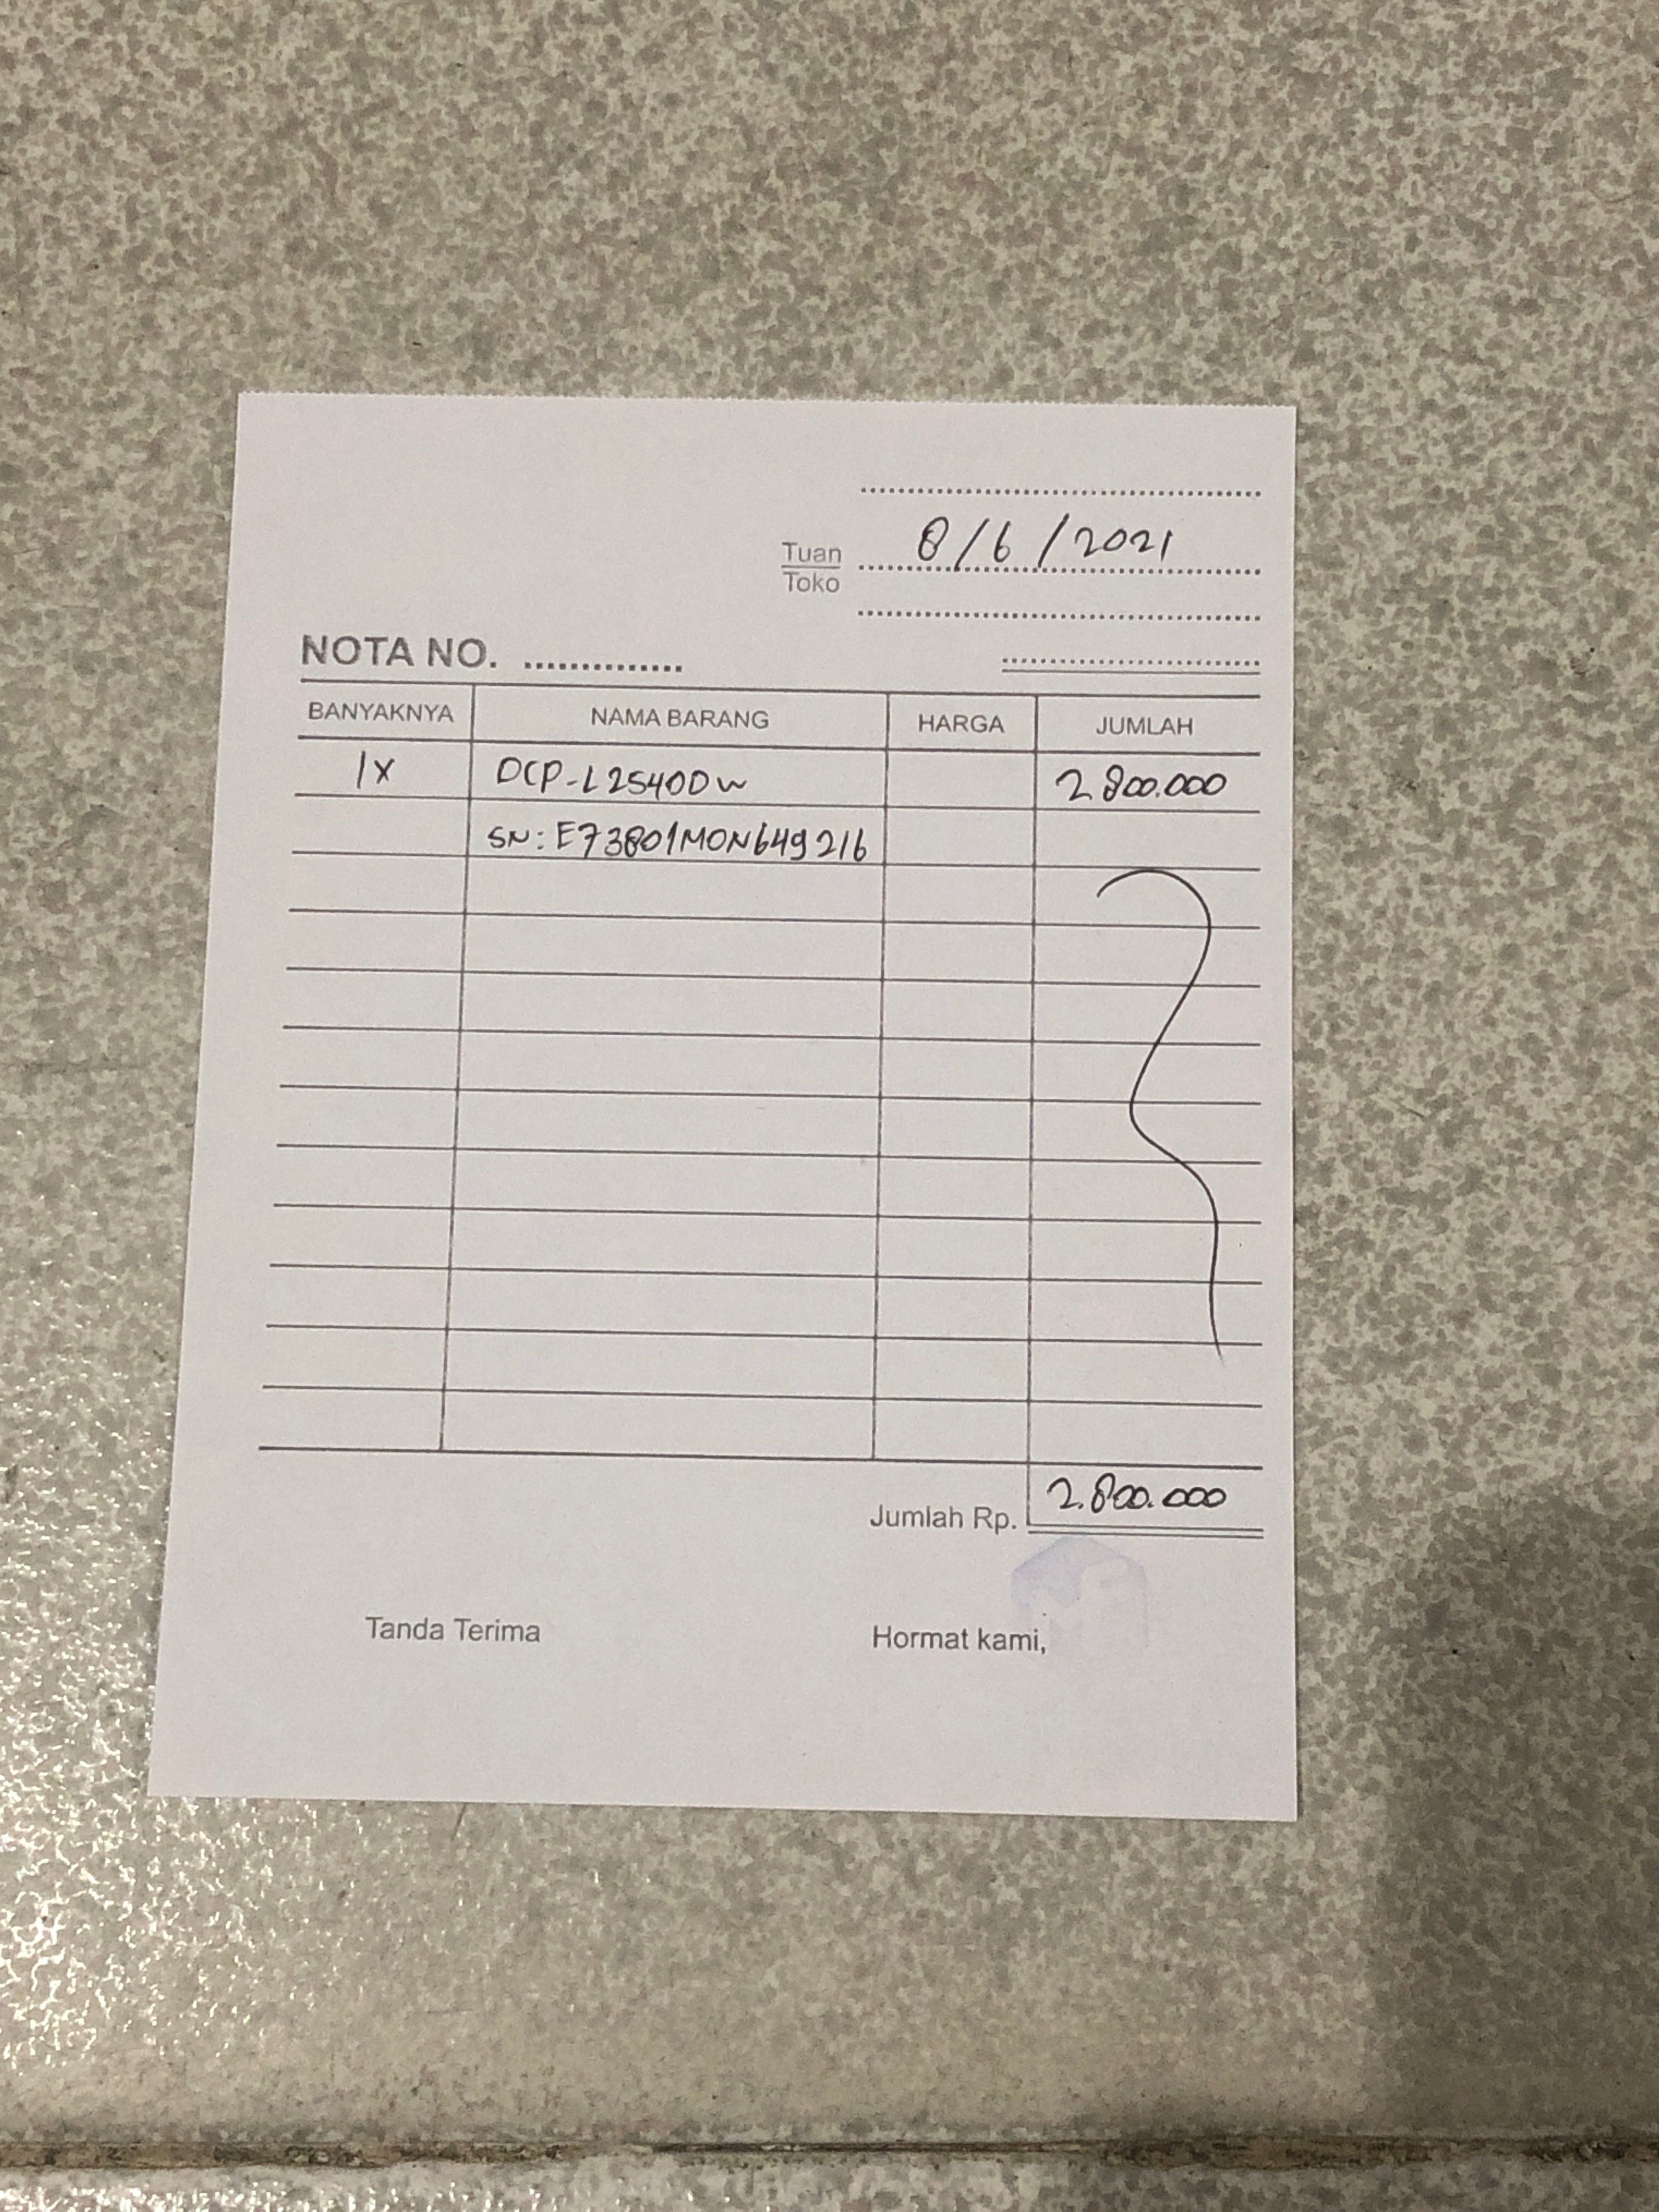 8/6/2021
Tuan
Toko
NOTA NO. ..............
BANYAKNYA NAMA BARANG HARGA JUMLAH
1X DCP-L2540DW 2.800.000
SN: E73801M0N649216
Jumlah Rp. 2.800.000
Tanda Terima Hormat kami,